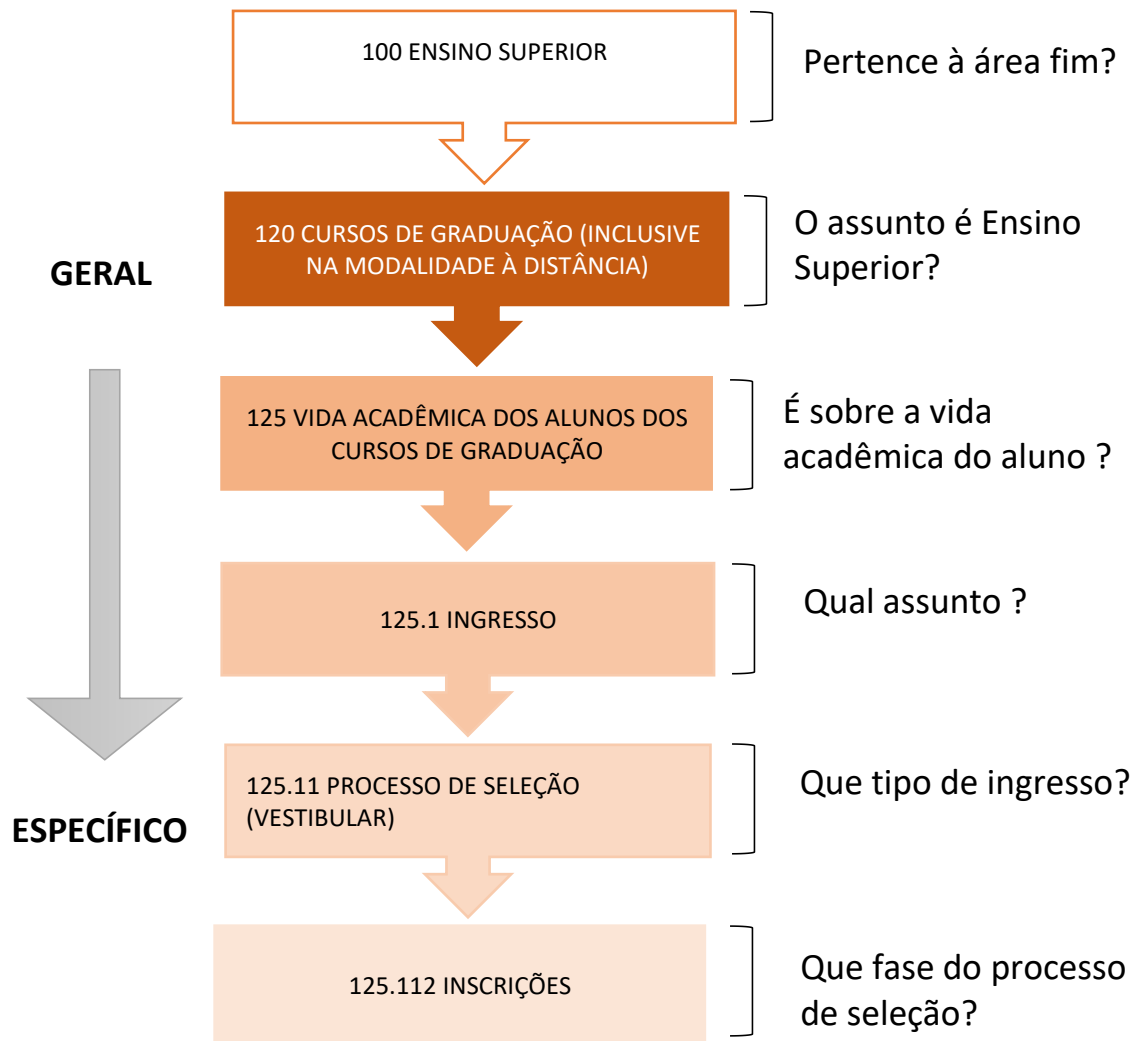 100 ENSINO SUPERIOR
Pertence à área fim?
GERAL
120 CURSOS DE GRADUAÇÃO (INCLUSIVE
NA MODALIDADE À DISTÂNCIA)
O assunto é Ensino
Superior?
125 VIDA ACADÊMICA DOS ALUNOS DOS
CURSOS DE GRADUAÇÃO
É sobre a vida
acadêmica do aluno ?
125.1 INGRESSO
Qual assunto ?
125.11 PROCESSO DE SELEÇÃO
(VESTIBULAR)
Que tipo de ingresso?
ESPECÍFICO
125.112 INSCRIÇÕES
Que fase do processo
de seleção?